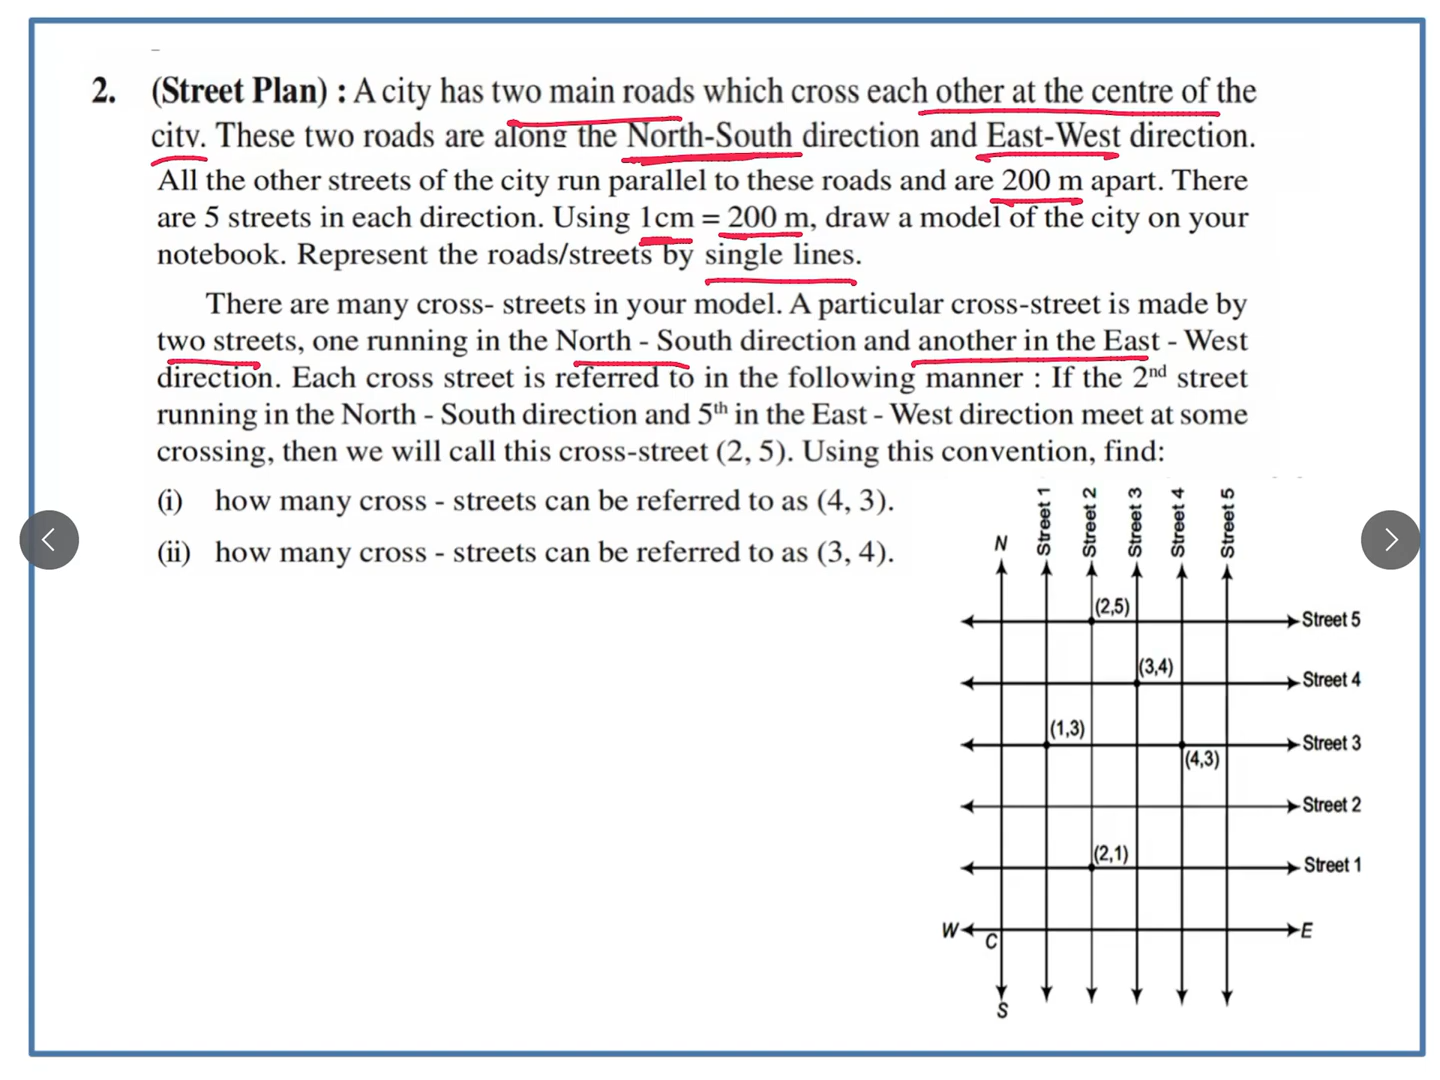 2. (Street Plan) : A city has two main roads which cross each other at the centre of the
city. These two roads are along the North-South direction and East-West direction.
All the other streets of the city run parallel to these roads and are 200 m apart. There
are 5 streets in each direction. Using 1cm = 200 m, draw a model of the city on your
notebook. Represent the roads/streets by single lines.
There are many cross- streets in your model. A particular cross-street is made by
two streets, one running in the North - South direction and another in the East - West
direction. Each cross street is referred to in the following manner : If the 2nd street
running in the North - South direction and 5th in the East - West direction meet at some
crossing, then we will call this cross-street (2, 5). Using this convention, find:
(i) how many cross - streets can be referred to as (4, 3).
(ii) how many cross - streets can be referred to as (3, 4).
N
Street 1
Street 2
Street 3
Street 4
Street 5
(2,5)
Street 5
(3,4)
Street 4
(1,3)
Street 3
(4,3)
Street 2
(2,1)
Street 1
W
C
E
S